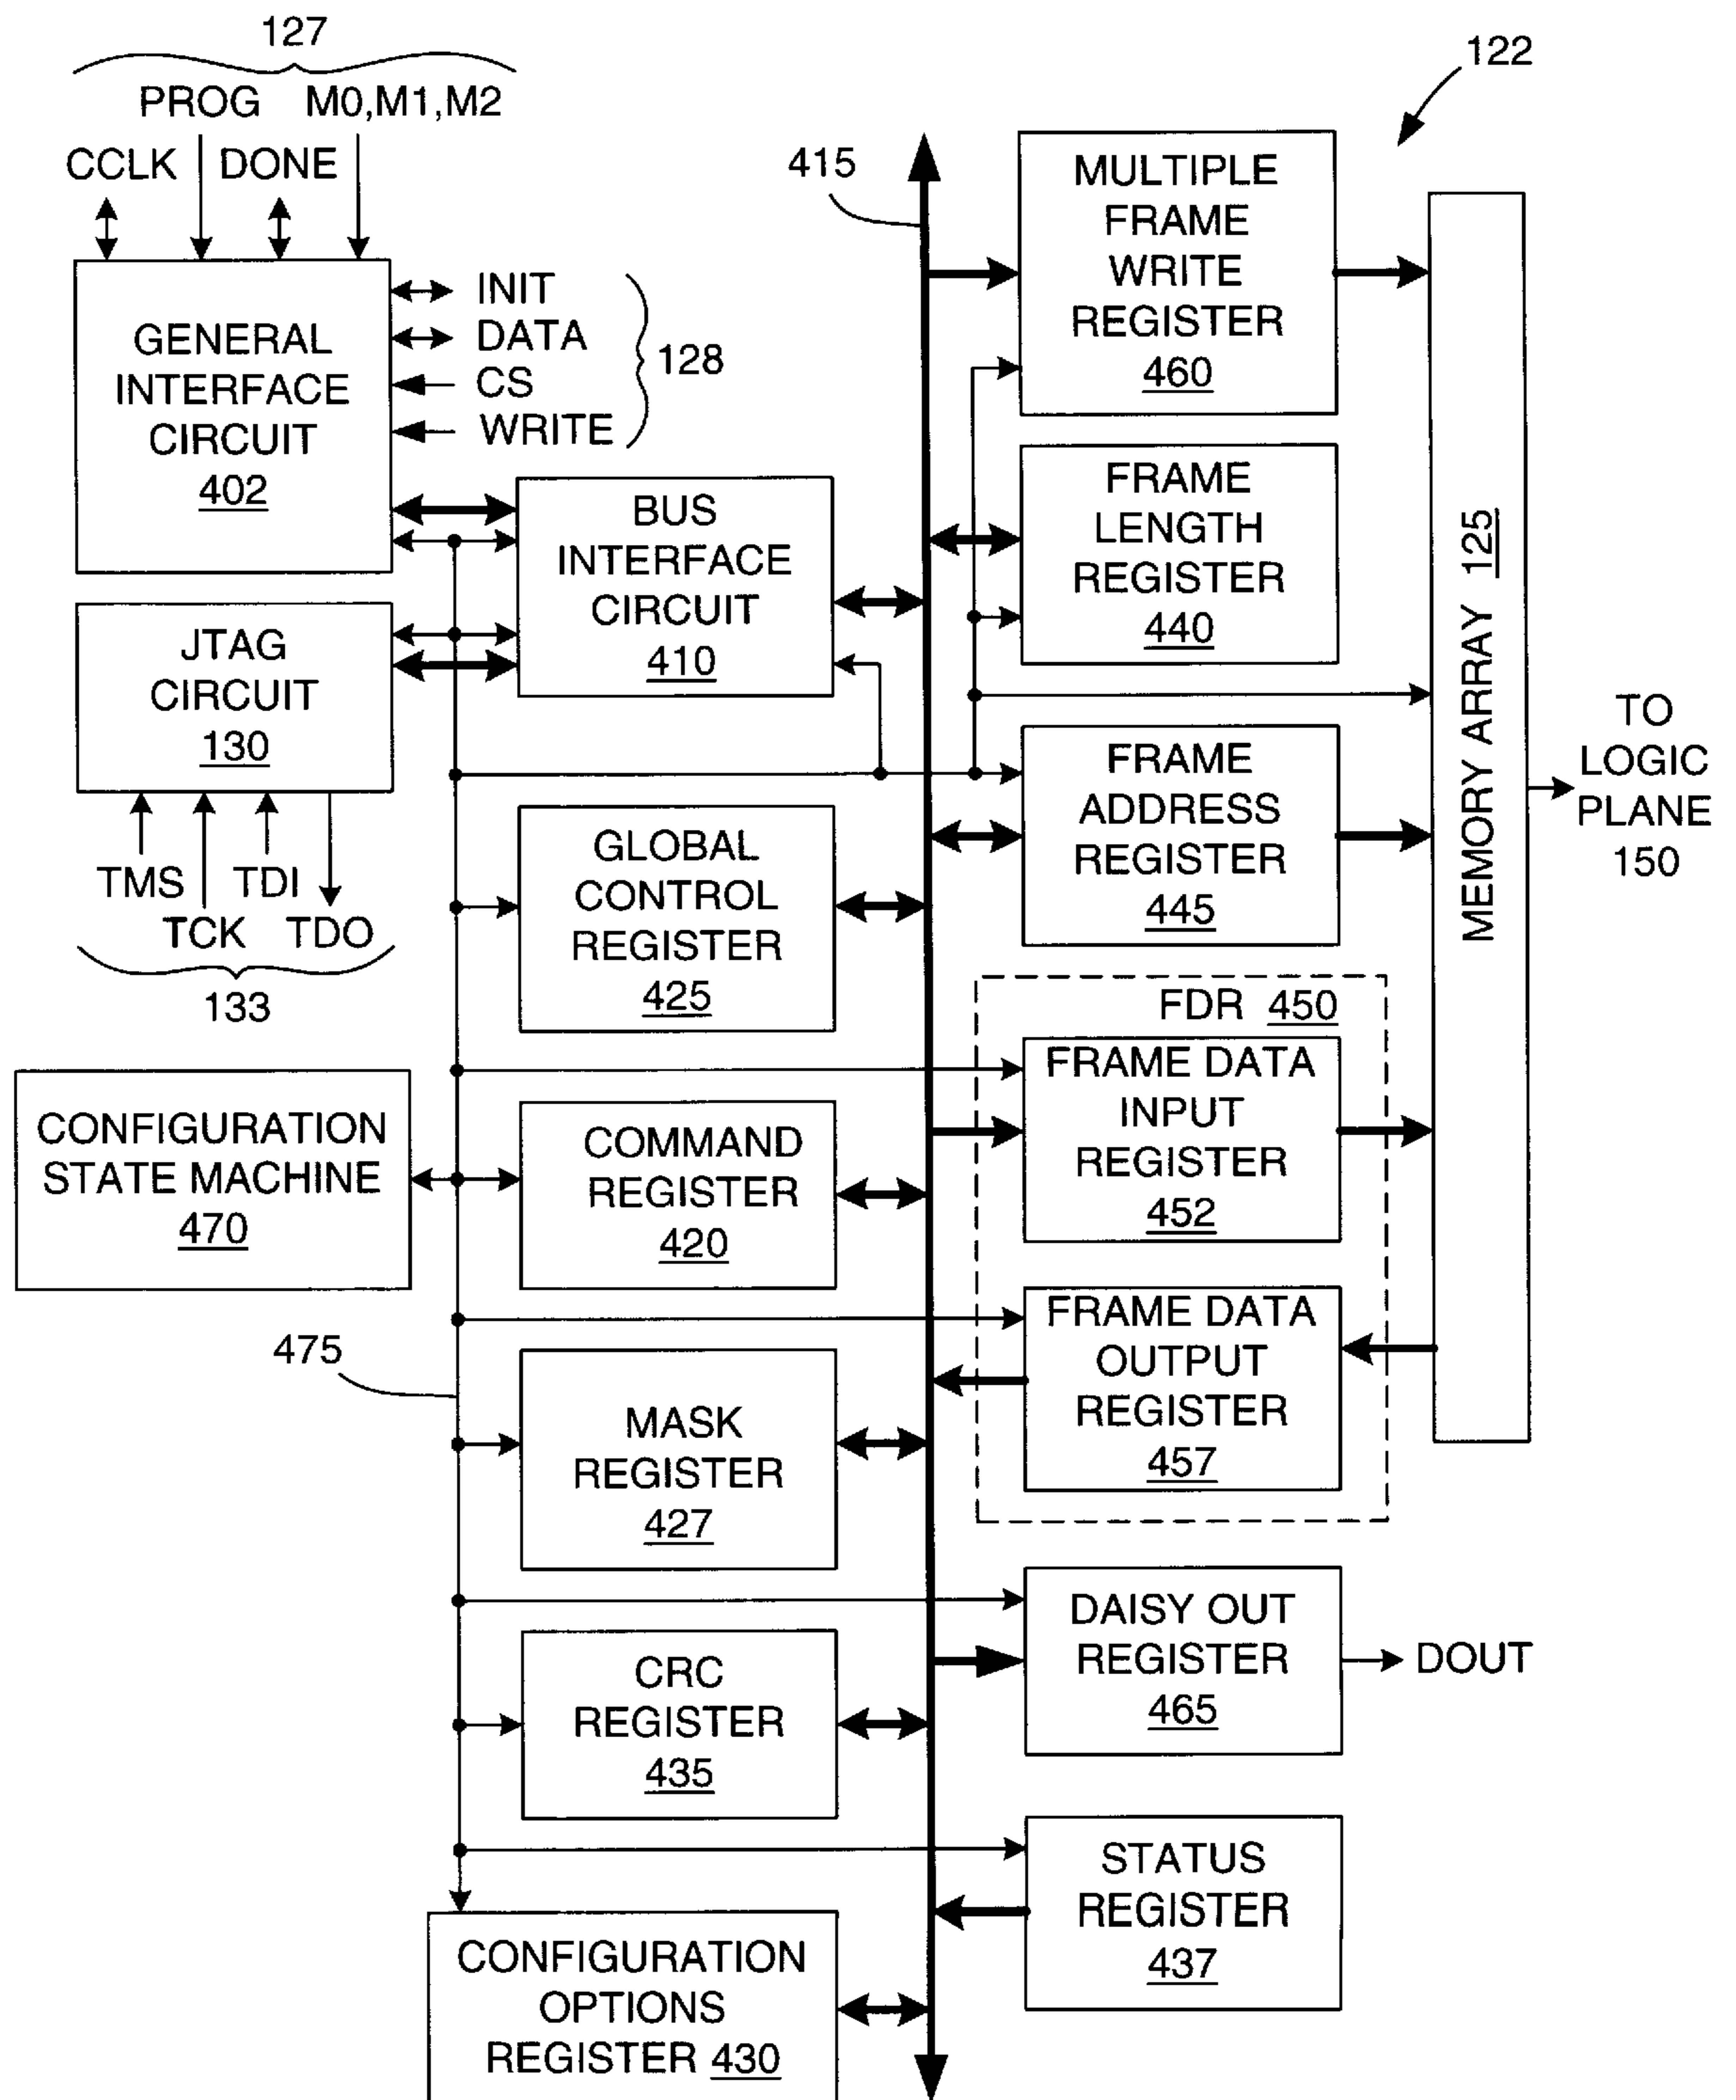 127
PROG M0,M1,M2
CCLK DONE
122
415
GENERAL
INTERFACE
CIRCUIT
402
INIT
DATA
CS
WRITE
128
BUS
INTERFACE
CIRCUIT
410
JTAG
CIRCUIT
130
TMS TDI
TCK TDO
133
GLOBAL
CONTROL
REGISTER
425
CONFIGURATION
STATE MACHINE
470
COMMAND
REGISTER
420
475
MASK
REGISTER
427
CRC
REGISTER
435
CONFIGURATION
OPTIONS
REGISTER 430
MULTIPLE
FRAME
WRITE
REGISTER
460
FRAME
LENGTH
REGISTER
440
FRAME
ADDRESS
REGISTER
445
FDR 450
FRAME DATA
INPUT
REGISTER
452
FRAME DATA
OUTPUT
REGISTER
457
DAISY OUT
REGISTER
465
DOUT
STATUS
REGISTER
437
MEMORY ARRAY 125
TO
LOGIC
PLANE
150